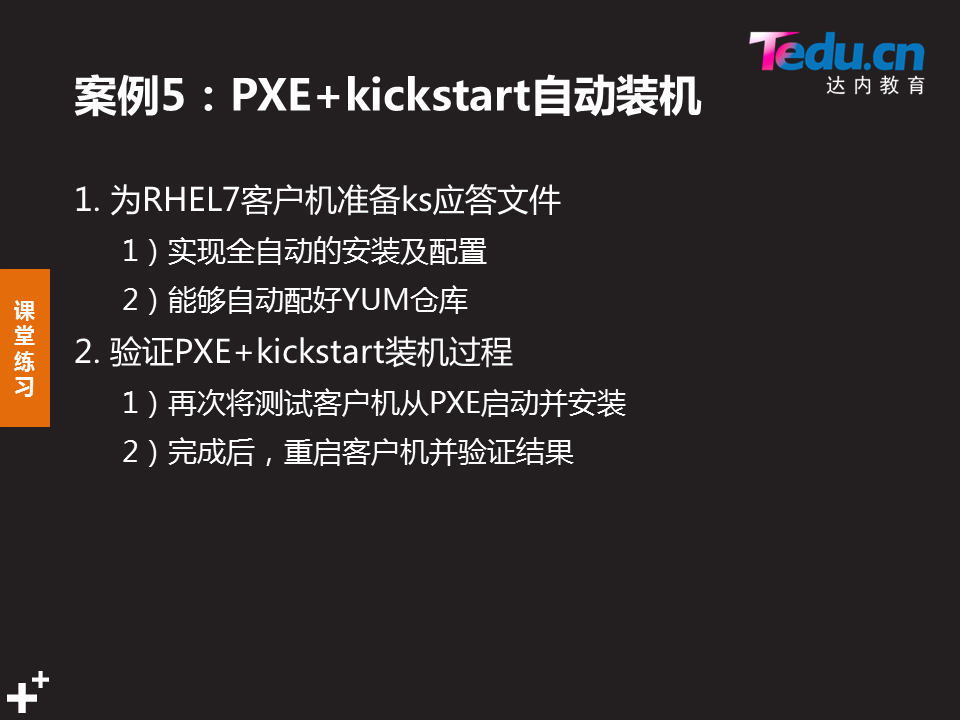 Tedu.cn
达内教育
案例5：PXE+kickstart自动装机
1. 为RHEL7客户机准备ks应答文件
1）实现全自动的安装及配置
2）能够自动配好YUM仓库
2. 验证PXE+kickstart装机过程
1）再次将测试客户机从PXE启动并安装
2）完成后，重启客户机并验证结果
课
堂
练
习